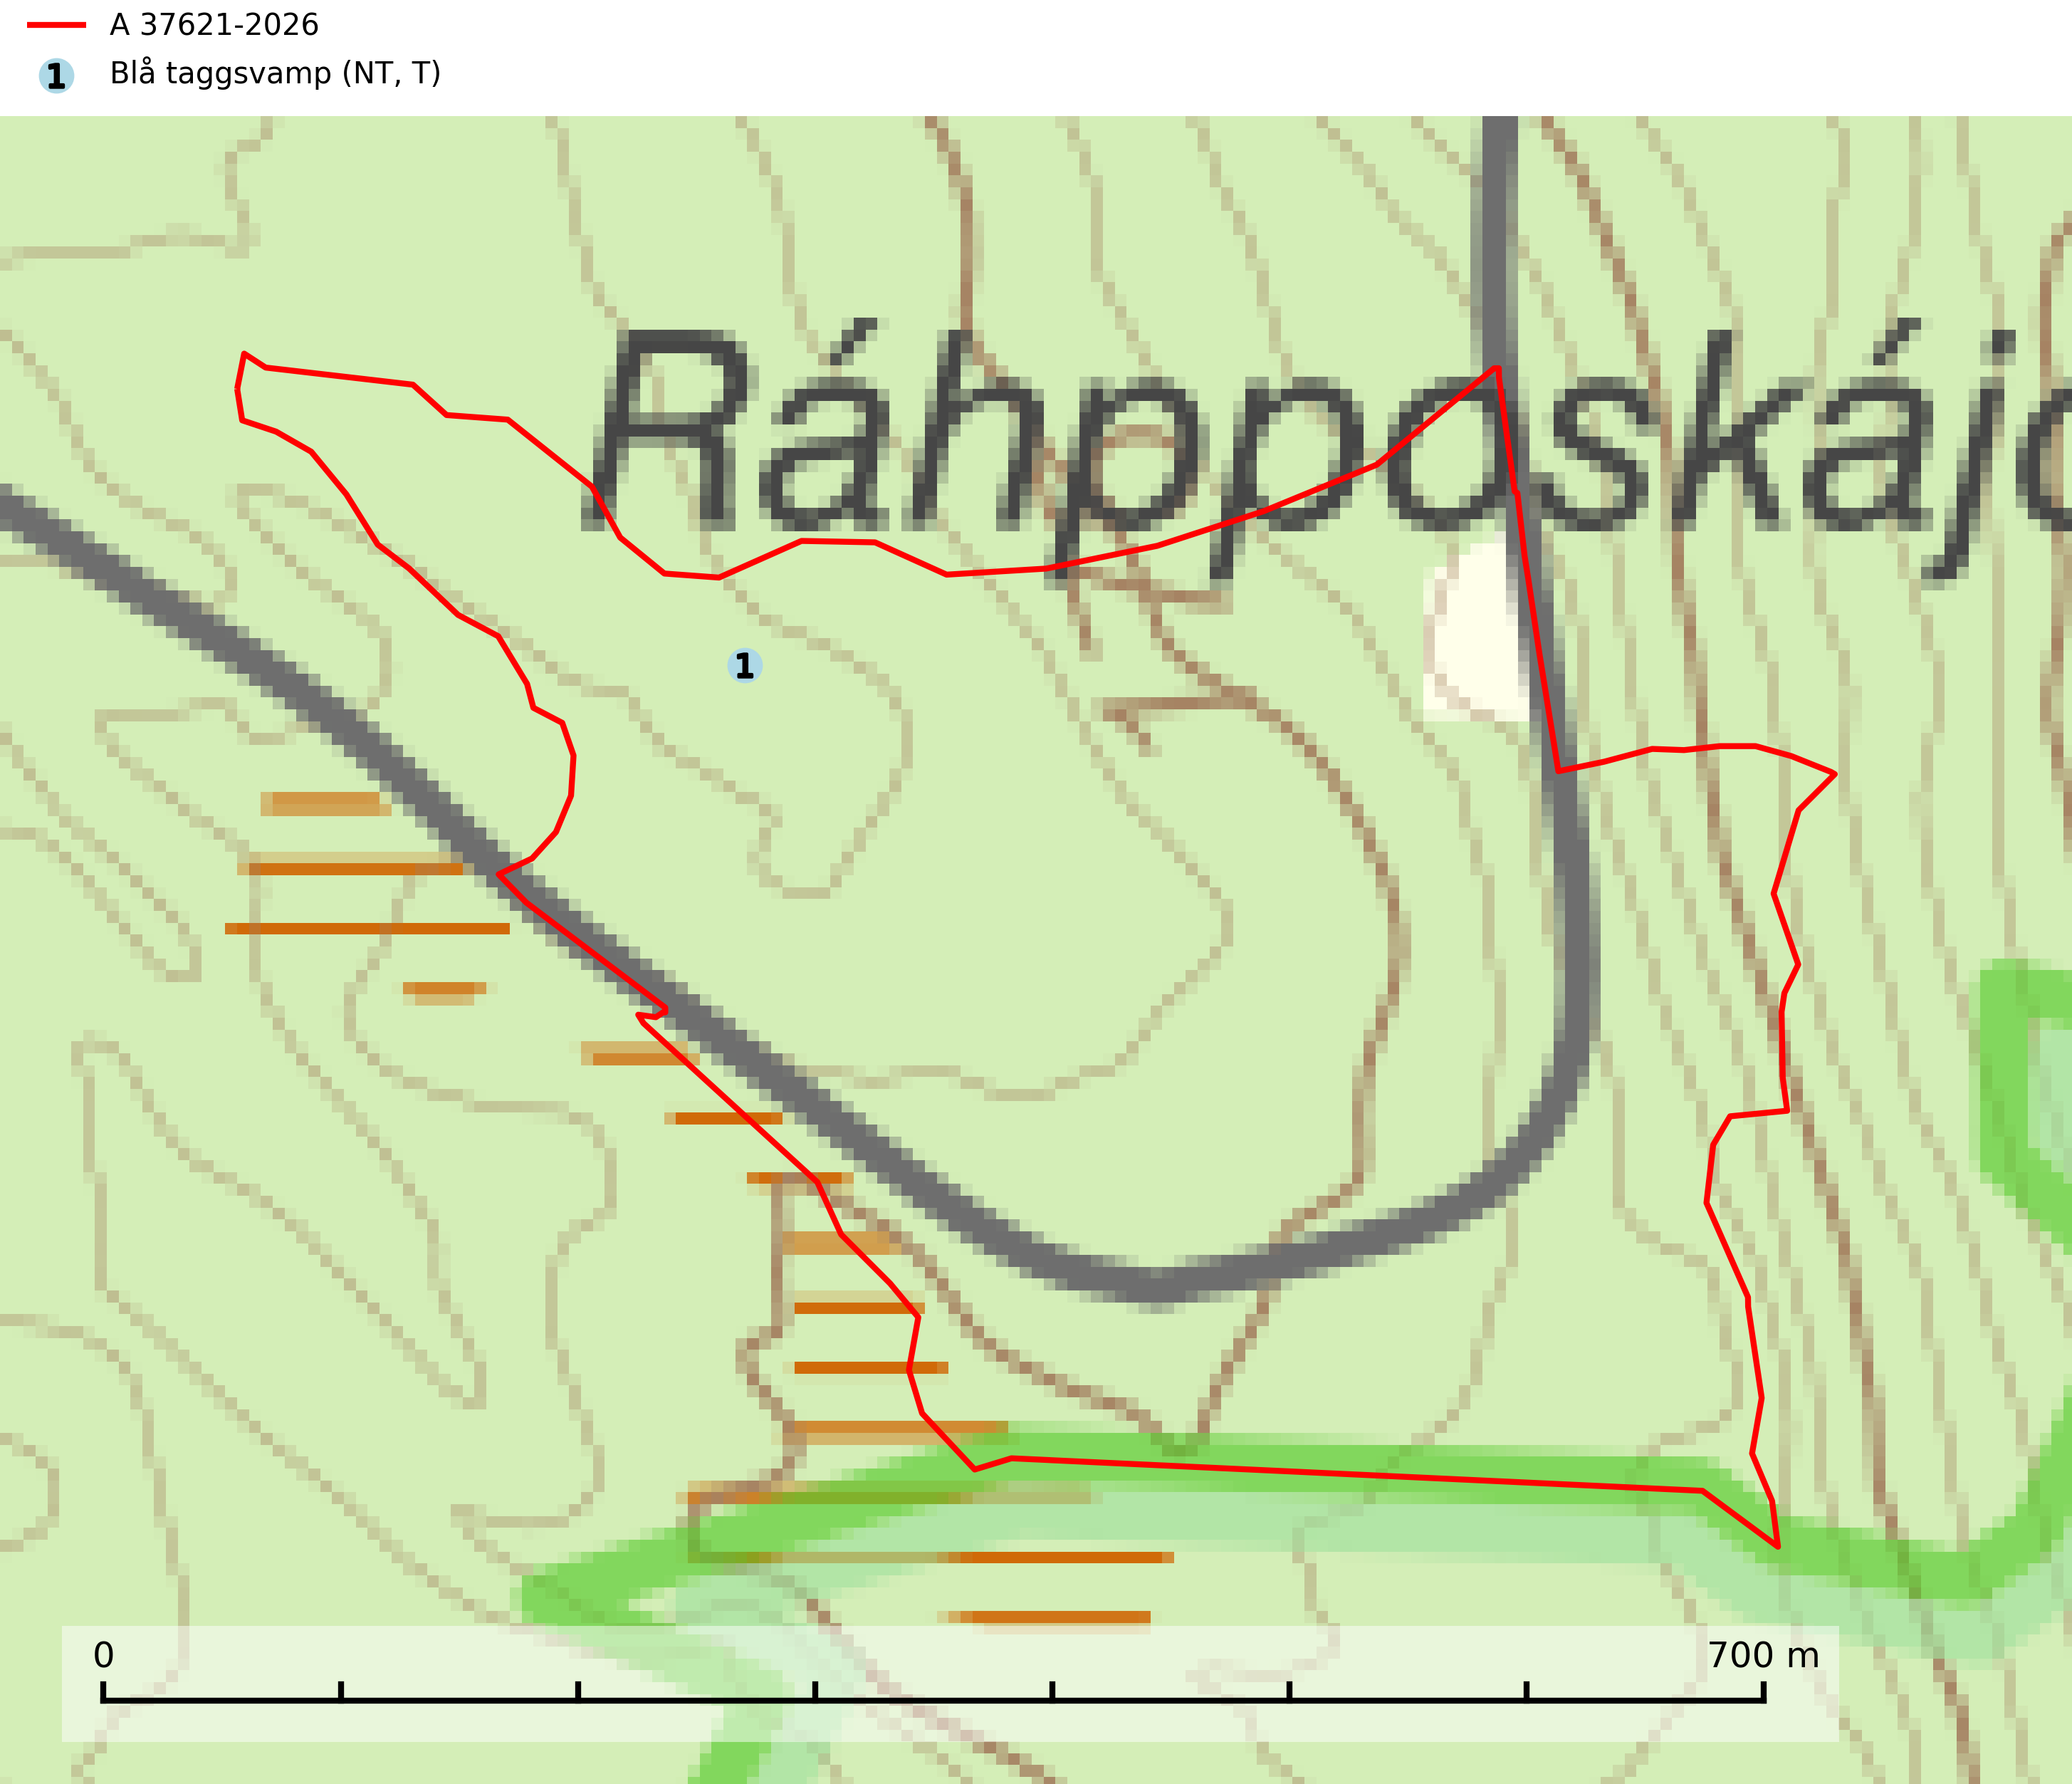 A 37621-2026
1 Blå taggsvamp (NT, T)
Ráhpposkáj
1
0 700 m